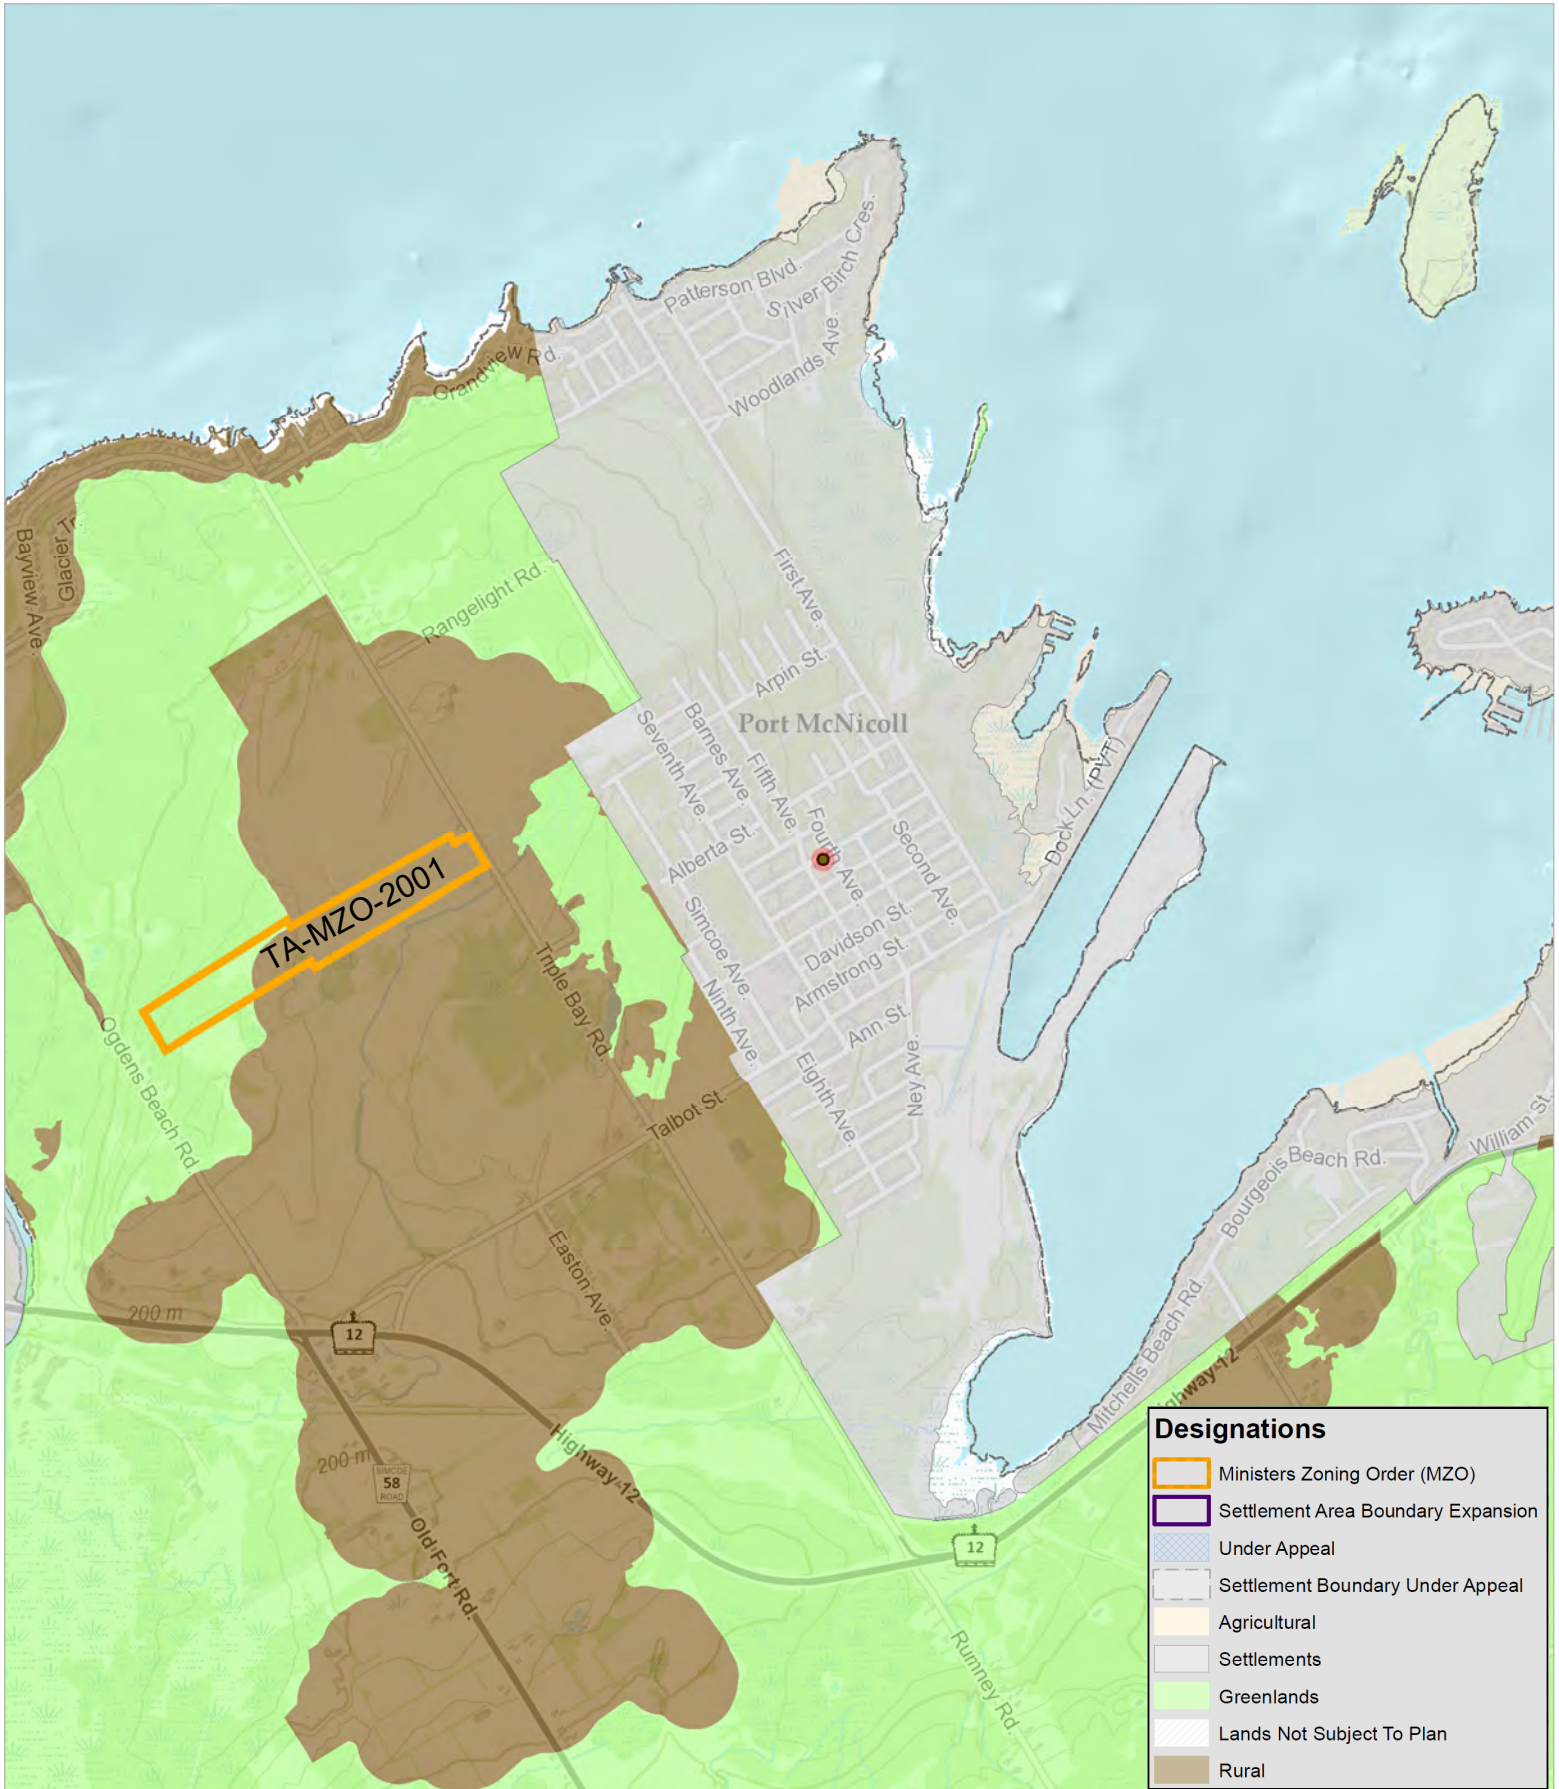 Patterson Blvd.
Silver Birch Cres.
Grandview Rd.
Woodlands Ave.
Glacier Tr.
Bayview Ave.
Rangelight Rd.
First Ave.
Arpin St.
Port McNicoll
Seventh Ave.
Barnes Ave.
Fifth Ave.
Fourth Ave.
Second Ave.
Dock Ln. (PVT)
Alberta St.
TA-MZO-2001
Simcoe Ave.
Davidson St.
Armstrong St.
Ninth Ave.
Triple Bay Rd.
Ann St.
Ney Ave.
Eighth Ave.
Ogdens Beach Rd.
Talbot St.
William St.
Bourgeois Beach Rd.
Easton Ave.
Mitchells Beach Rd.
200 m
12
ghway 12
200 m
SIMCOE
58
ROAD
Highway 12
Old Fort Rd.
12
Rumney Rd.
Designations
Ministers Zoning Order (MZO)
Settlement Area Boundary Expansion
Under Appeal
Settlement Boundary Under Appeal
Agricultural
Settlements
Greenlands
Lands Not Subject To Plan
Rural